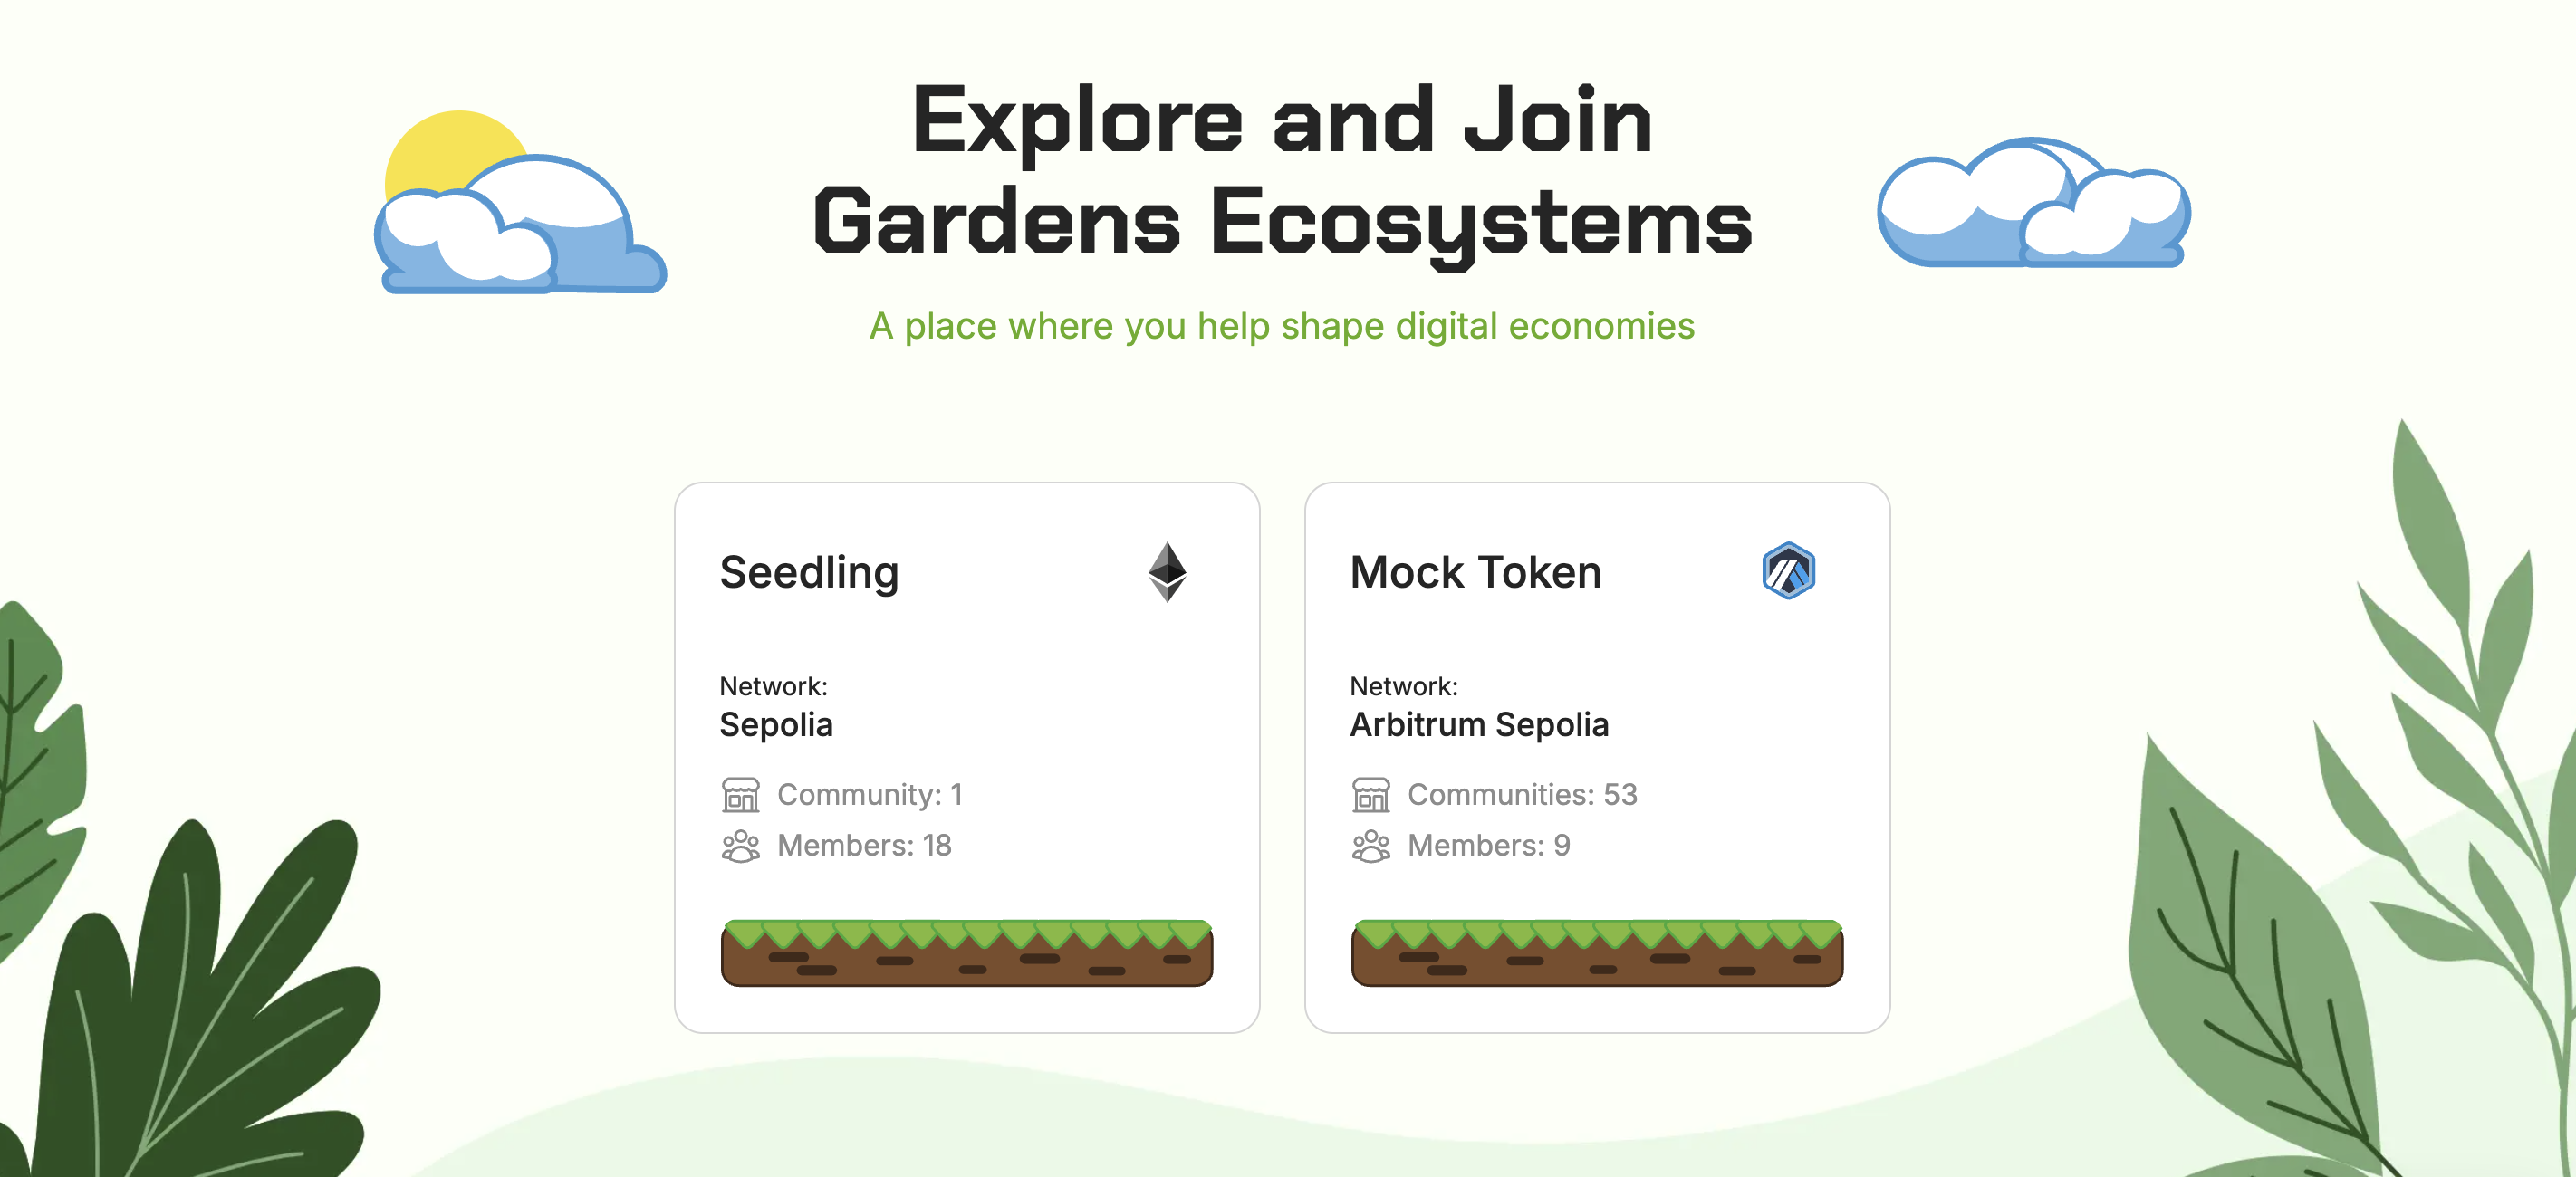 Explore and Join
Gardens Ecosystems
A place where you help shape digital economies
Seedling
Network:
Sepolia
Community: 1
Members: 18
Mock Token
Network:
Arbitrum Sepolia
Communities: 53
Members: 9